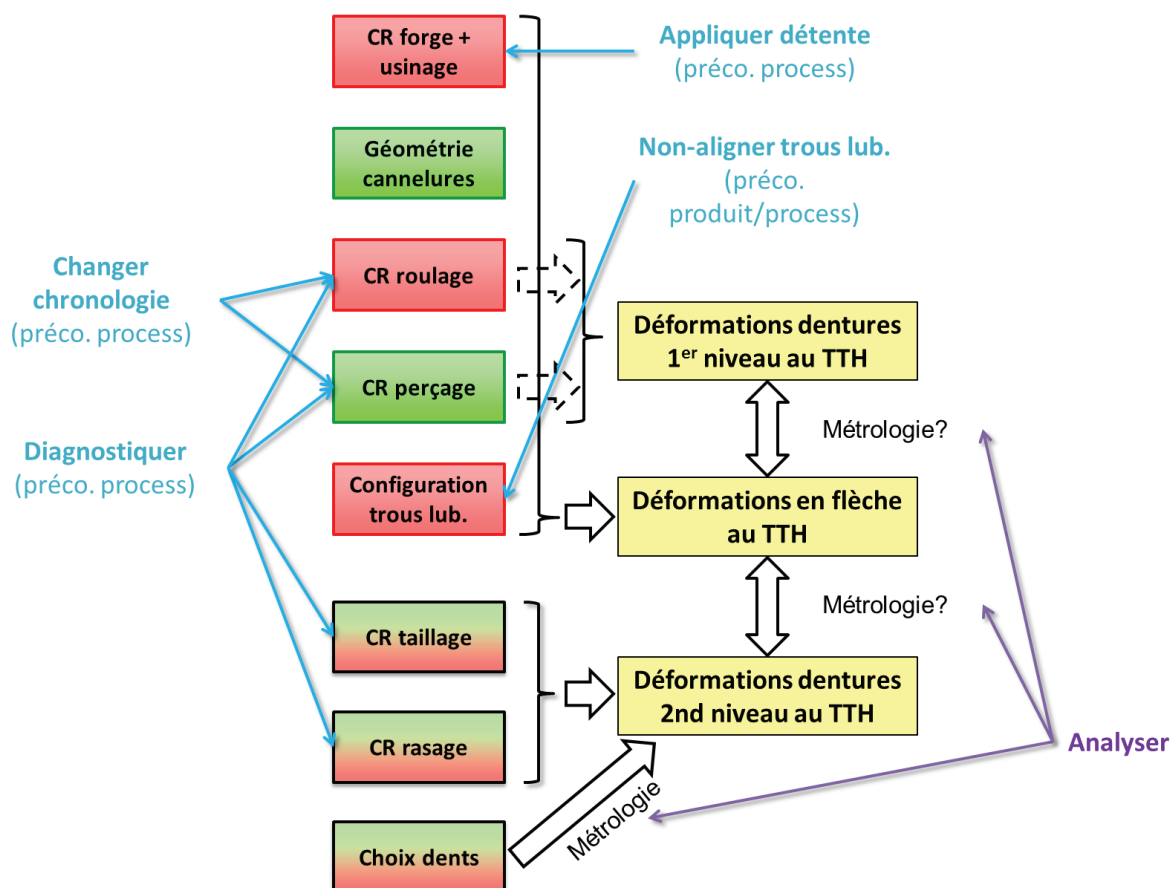 CR forge +
usinage
Appliquer détente
(préco. process)
Géométrie
cannelures
Non-aligner trous lub.
(préco.
produit/process)
Changer
chronologie
(préco. process)
CR roulage
Déformations dentures
1er niveau au TTH
CR perçage
Métrologie?
Diagnostiquer
(préco. process)
Configuration
trous lub.
Déformations en flèche
au TTH
Métrologie?
CR taillage
Déformations dentures
2nd niveau au TTH
CR rasage
Analyser
Métrologie
Choix dents